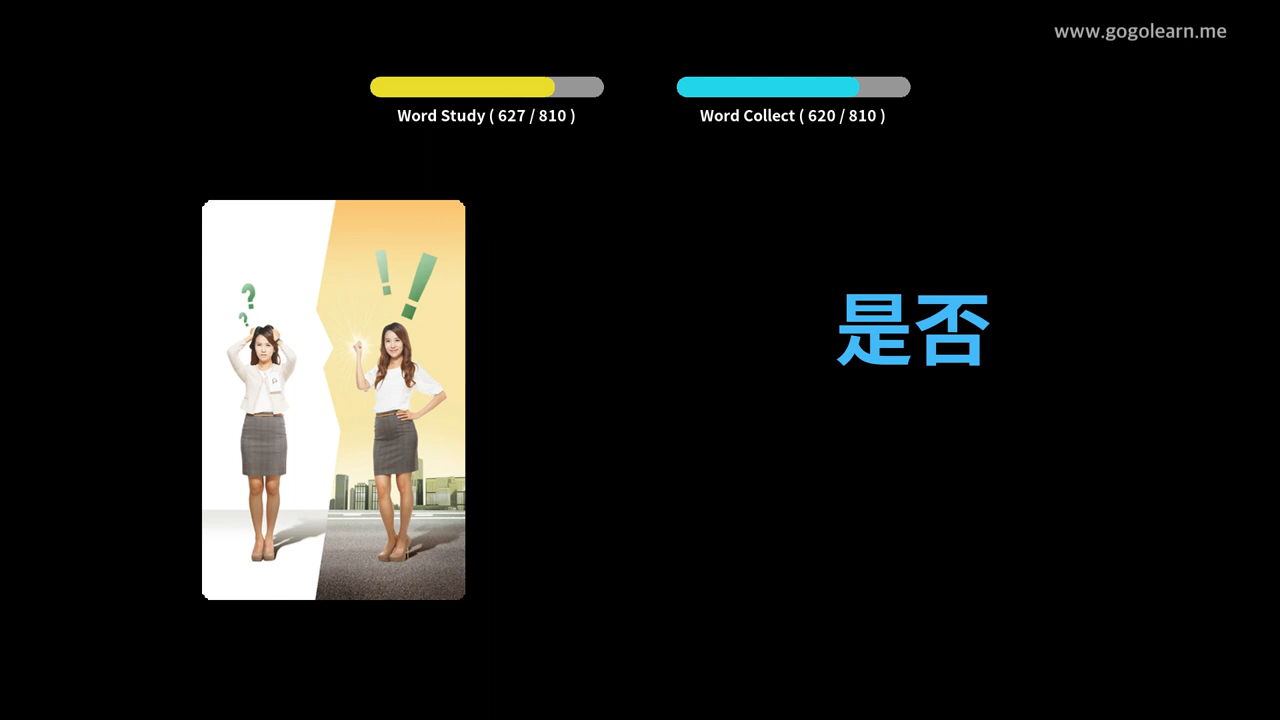 www.gogolearn.me
Word Study ( 627 / 810 )
Word Collect ( 620 / 810 )
? ! !
?
是否